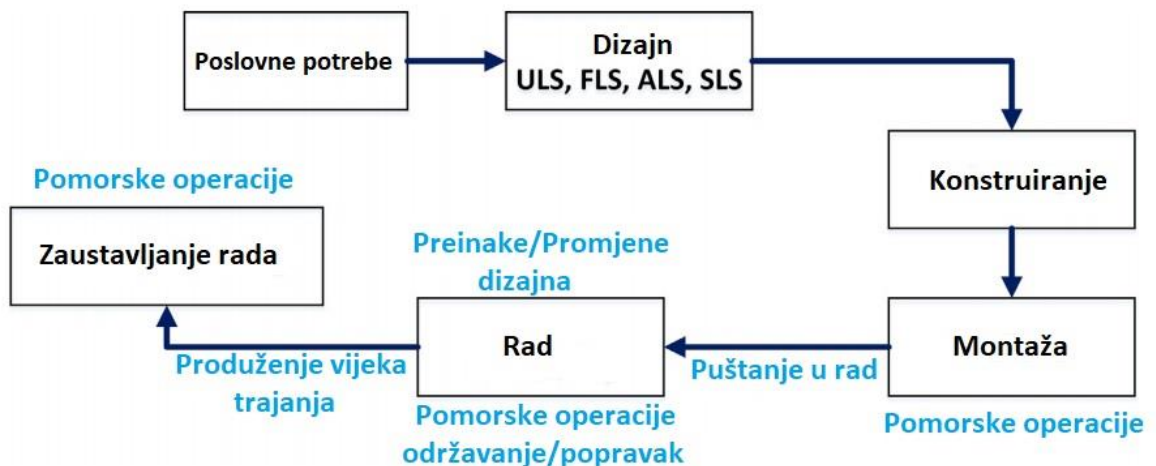 Poslovne potrebe
Dizajn
ULS, FLS, ALS, SLS
Konstruiranje
Montaža
Pomorske operacije
Puštanje u rad
Preinake/Promjene
dizajna
Rad
Pomorske operacije
održavanje/popravak
Produženje vijeka
trajanja
Pomorske operacije
Zaustavljanje rada